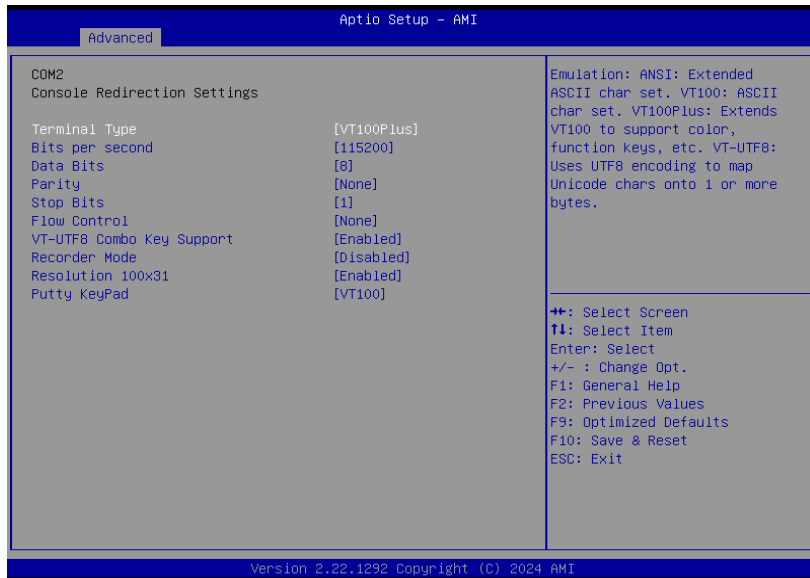 Aptio Setup – AMI
Advanced
COM2
Console Redirection Settings
Terminal Type [VT100Plus]
Bits per second [115200]
Data Bits [8]
Parity [None]
Stop Bits [1]
Flow Control [None]
VT-UTF8 Combo Key Support [Enabled]
Recorder Mode [Disabled]
Resolution 100x31 [Enabled]
Putty KeyPad [VT100]
Emulation: ANSI: Extended
ASCII char set. VT100: ASCII
char set. VT100Plus: Extends
VT100 to support color,
function keys, etc. VT-UTF8:
Uses UTF8 encoding to map
Unicode chars onto 1 or more
bytes.
→←: Select Screen
↑↓: Select Item
Enter: Select
+/- : Change Opt.
F1: General Help
F2: Previous Values
F9: Optimized Defaults
F10: Save & Reset
ESC: Exit
Version 2.22.1292 Copyright (C) 2024 AMI